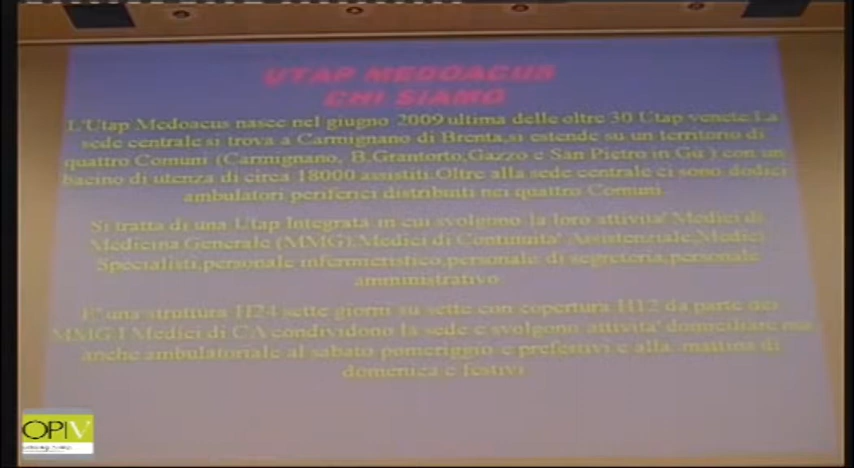 UTAP MEDOACUS
CHI SIAMO
L'Utap Medoacus nasce nel giugno 2009 ultima delle oltre 30 Utap venete.La
sede centrale si trova a Carmignano di Brenta,si estende su un territorio di
quattro Comuni (Carmignano, B.Grantorto,Gazzo e San Pietro in Gu') con un
bacino di utenza di circa 18000 assistiti.Oltre alla sede centrale ci sono dodici
ambulatori periferici distribuiti nei quattro Comuni
Si tratta di una Utap Integrata in cui svolgono la loro attivita' Medici di
Medicina Generale (MMG),Medici di Continuita' Assistenziale,Medici
Specialisti,personale infermieristico,personale di segreteria,personale
amministrativo
E' una struttura H24 sette giorni su sette con copertura H12 da parte dei
MMG.I Medici di CA condividono la sede e svolgono attivita' domiciliare ma
anche ambulatoriale al sabato pomeriggio e prefestivi e alla mattina di
domenica e festivi
OPIV